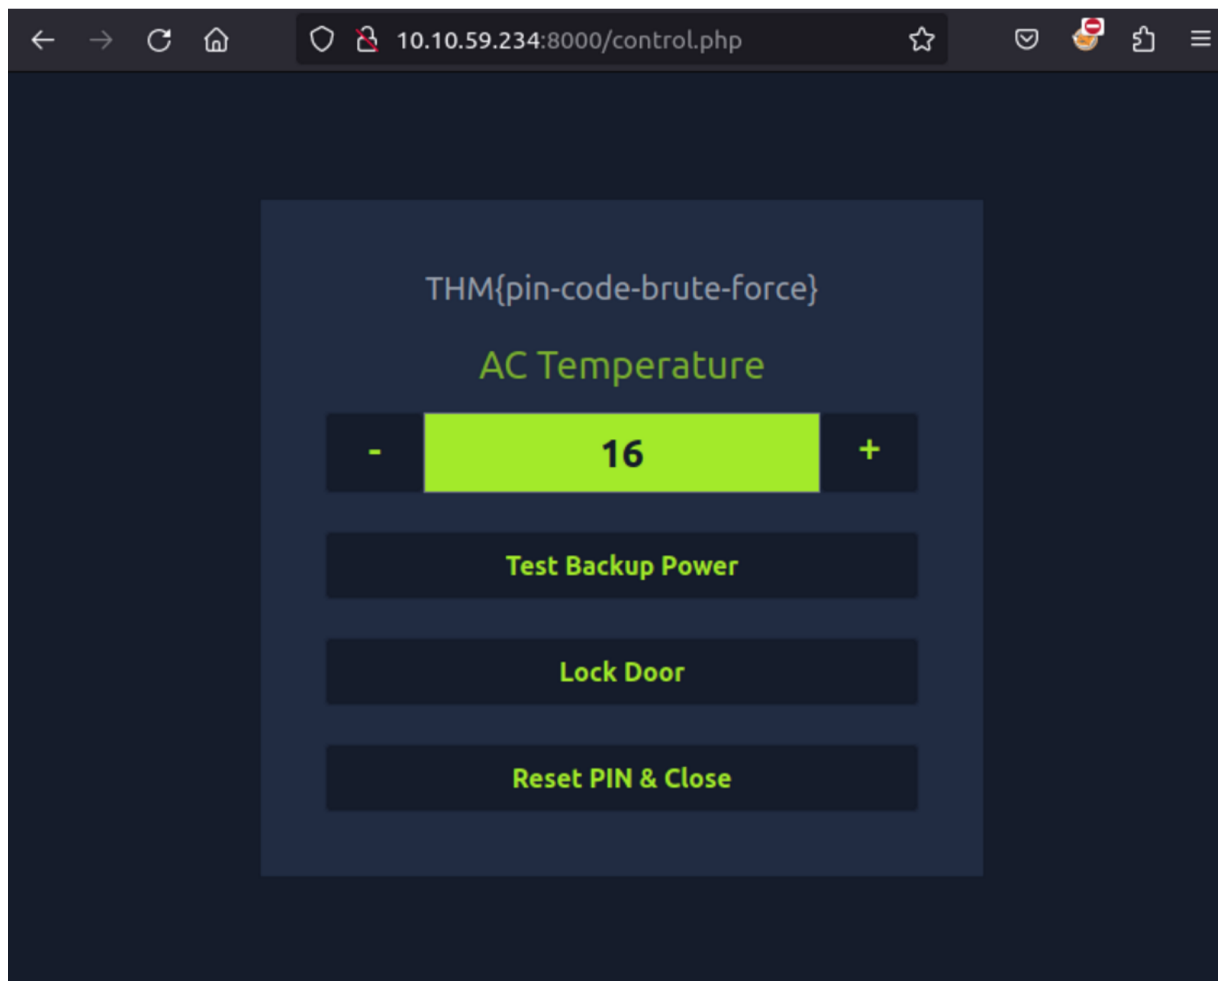 10.10.59.234:8000/control.php
THM{pin-code-brute-force}
AC Temperature
- 16 +
Test Backup Power
Lock Door
Reset PIN & Close